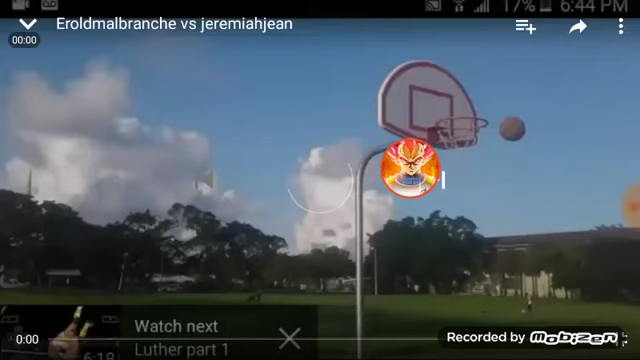 17% 6:44 PM
Eroldmalbranche vs jeremiahjean
00:00
0:00
6:18
Watch next
Luther part 1
Recorded by mobizen